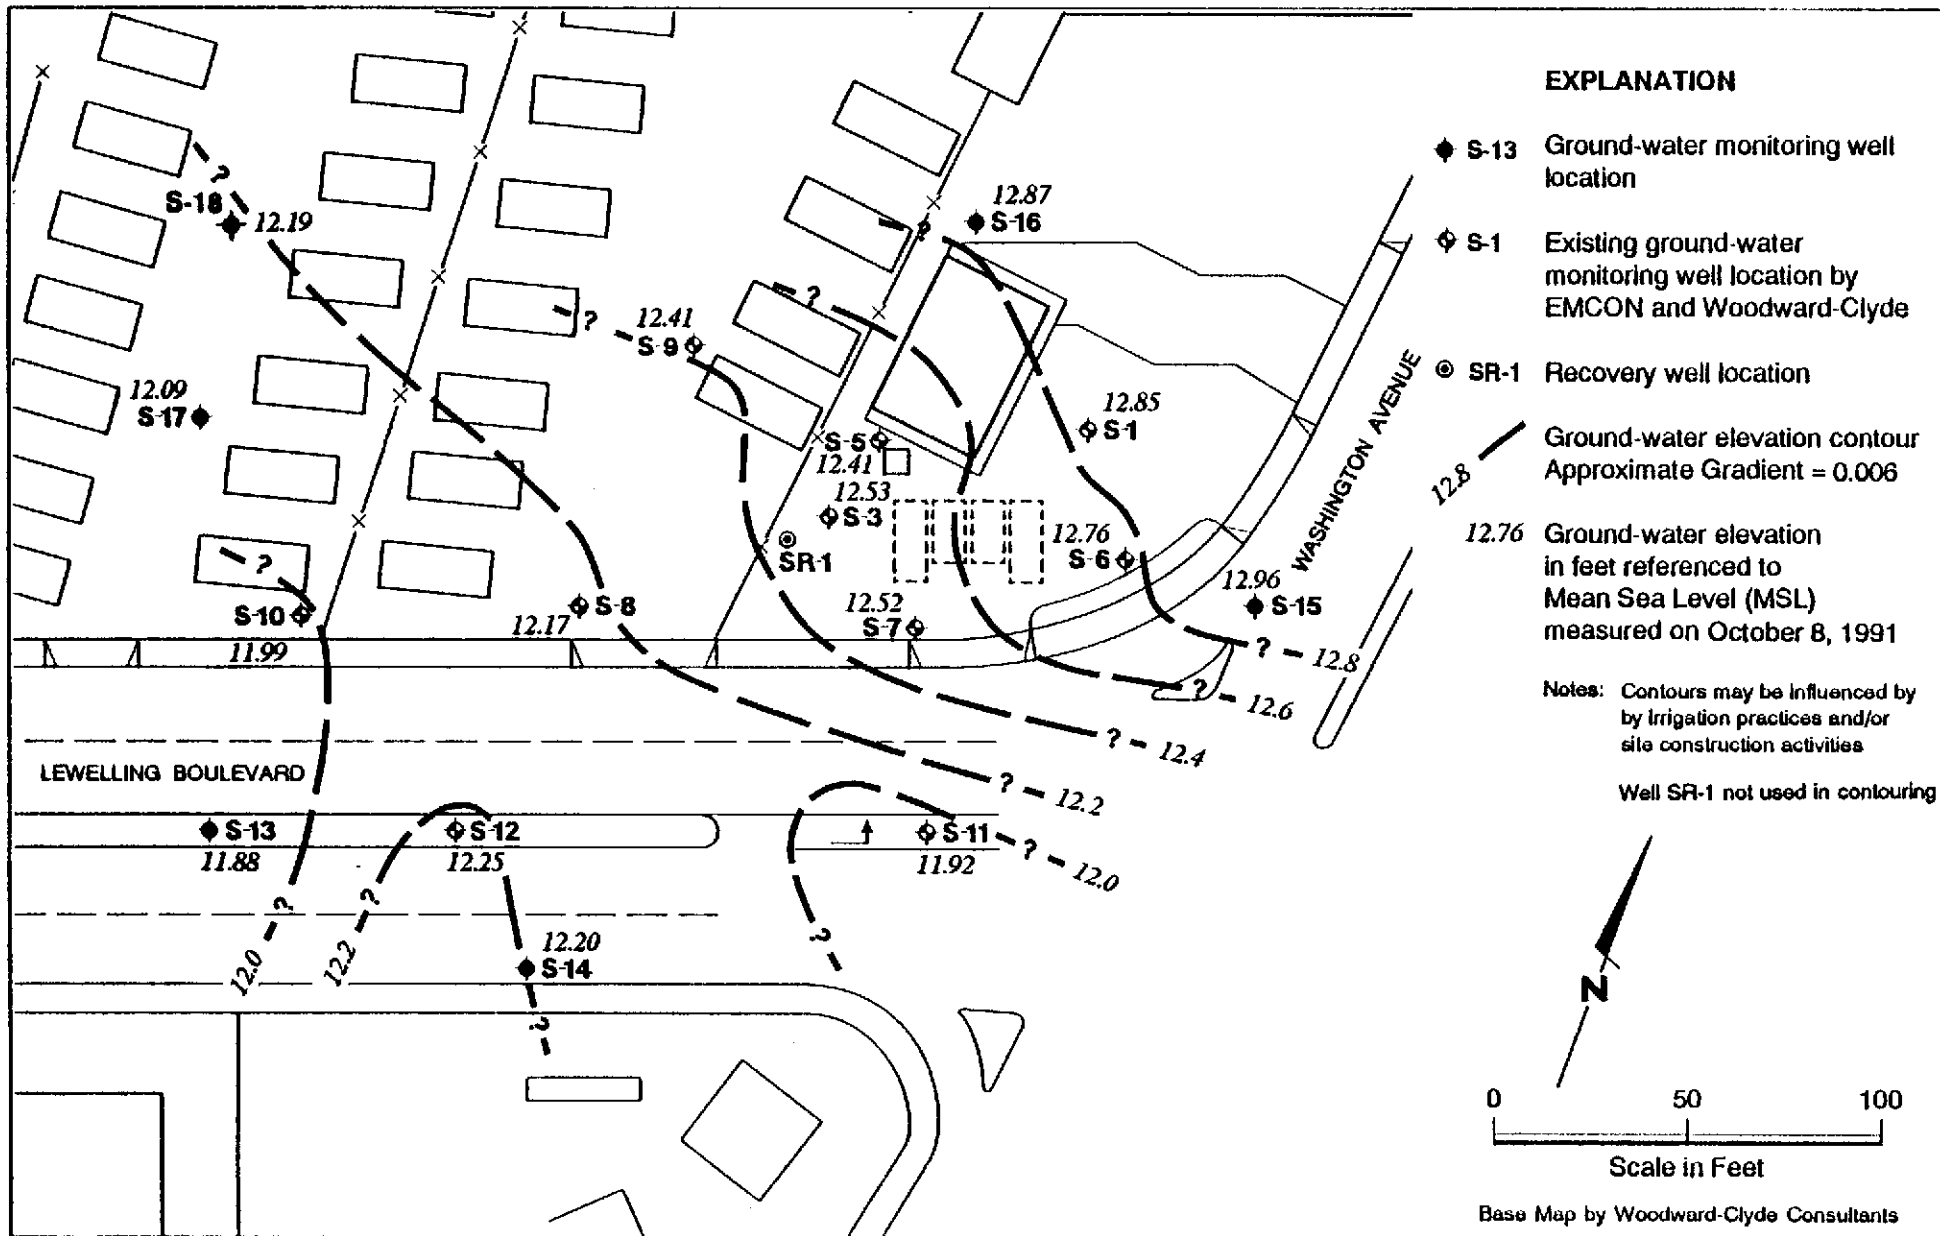 EXPLANATION
S-13 Ground-water monitoring well
location
S-1 Existing ground-water
monitoring well location by
EMCON and Woodward-Clyde
SR-1 Recovery well location
12.8 Ground-water elevation contour
Approximate Gradient = 0.006
12.76 Ground-water elevation
in feet referenced to
Mean Sea Level (MSL)
measured on October 8, 1991
Notes: Contours may be influenced by
by irrigation practices and/or
site construction activities
Well SR-1 not used in contouring
N
0 50 100
Scale in Feet
Base Map by Woodward-Clyde Consultants
?
S-18
12.19
12.87
S-16
?
?
?
12.41
S-9
12.09
S-17
12.85
S-1
S-5
12.41
12.53
S-3
SR-1
12.76
S-6
12.96
S-15
WASHINGTON AVENUE
?
S-10
11.99
S-8
12.17
12.52
S-7
? 12.8
? 12.6
? 12.4
? 12.2
? 12.0
LEWELLING BOULEVARD
S-13
11.88
S-12
12.25
S-11
11.92
?
12.0
?
12.2
12.20
S-14
?
?